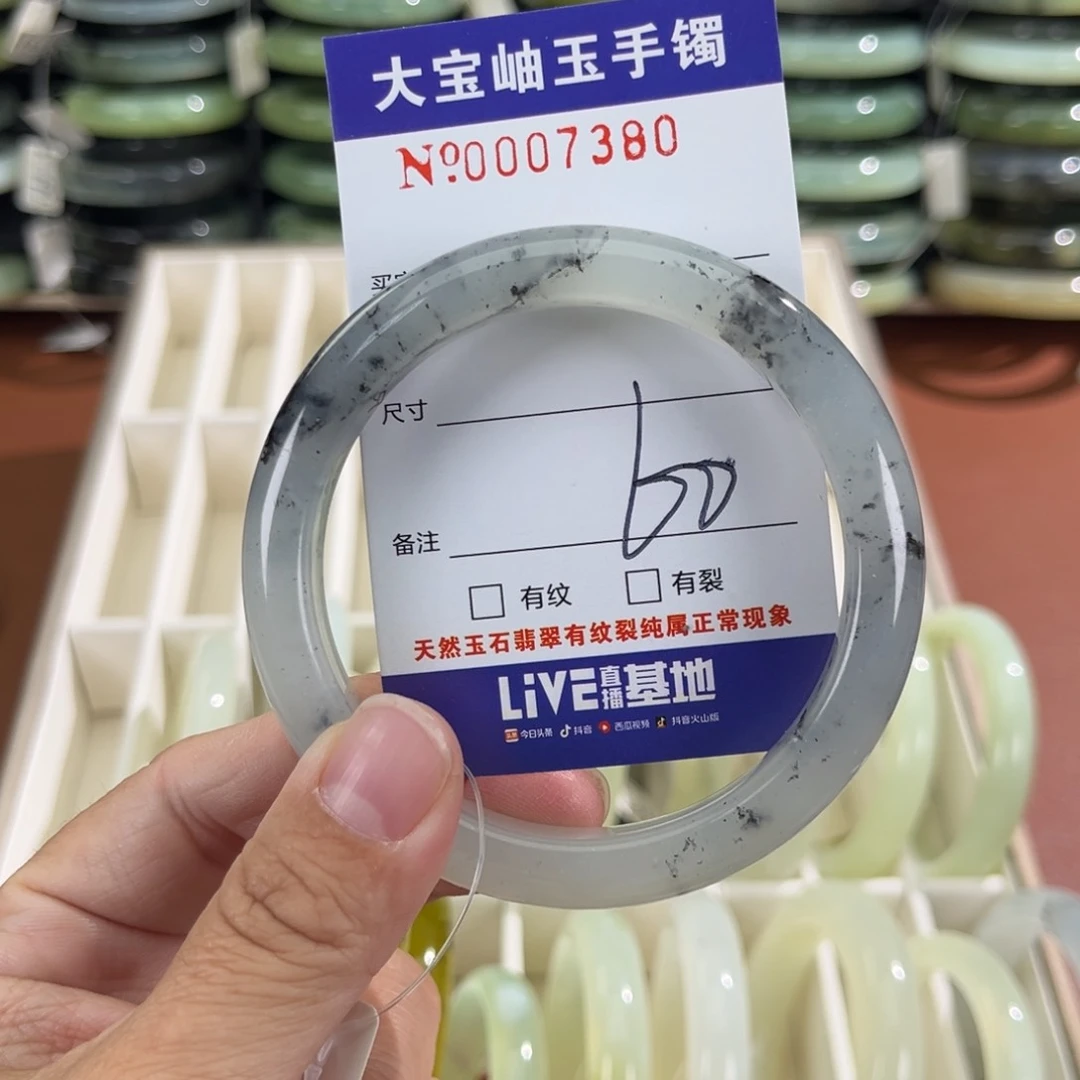 大宝岫玉手镯
Nº0007380
尺寸
60
备注
□ 有纹 □ 有裂
天然玉石翡翠有纹裂纯属正常现象
LiVE直播基地
今日头条 抖音 西瓜视频 抖音火山版